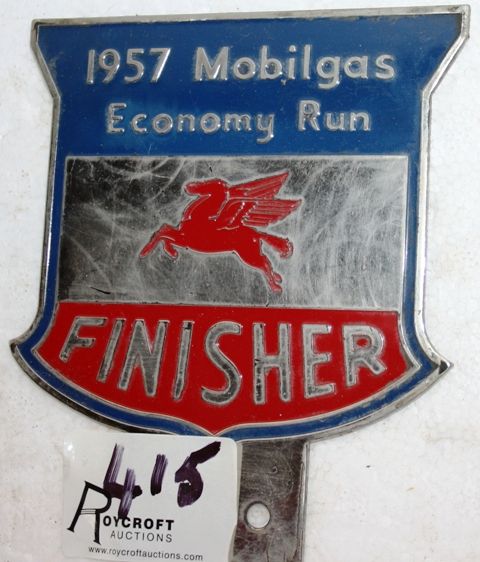 1957 Mobilgas
Economy Run
FINISHER
415
ROYCROFT
AUCTIONS
www.roycroftauctions.com